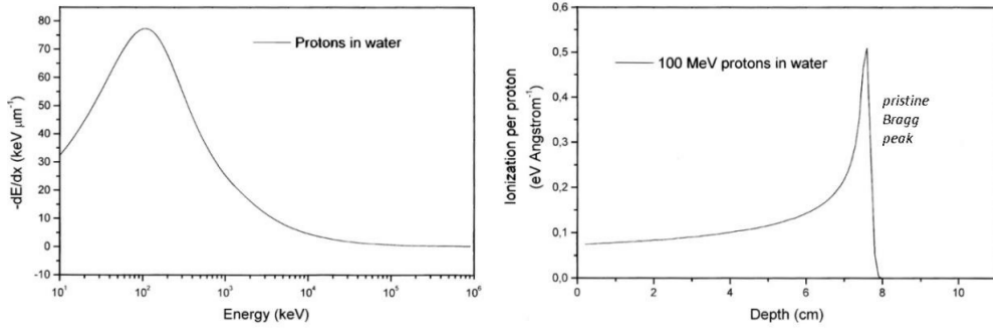 80
70
60
50
40
30
20
10
0
-10
-dE/dx (keV μm⁻¹)
Protons in water
10¹ 10² 10³ 10⁴ 10⁵ 10⁶
Energy (keV)
0,6
0,5
0,4
0,3
0,2
0,1
0,0
Ionization per proton
(eV Angstrom⁻¹)
100 MeV protons in water
pristine
Bragg
peak
0 2 4 6 8 10
Depth (cm)